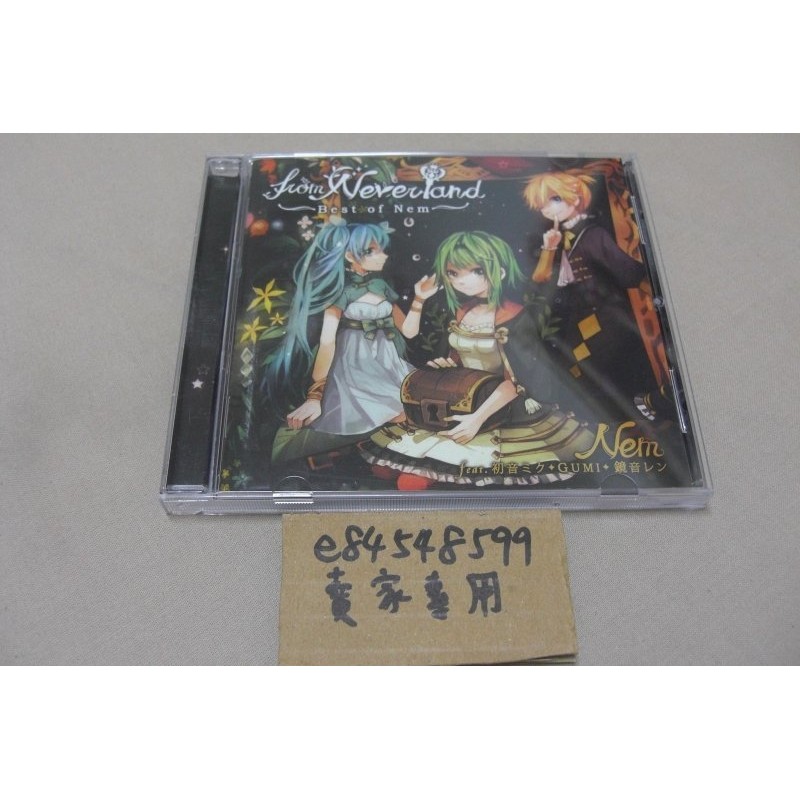 from Neverland
Best of Nem
Nem
feat. 初音ミク✦GUMI✦鏡音レン
e84548599
賣家專用